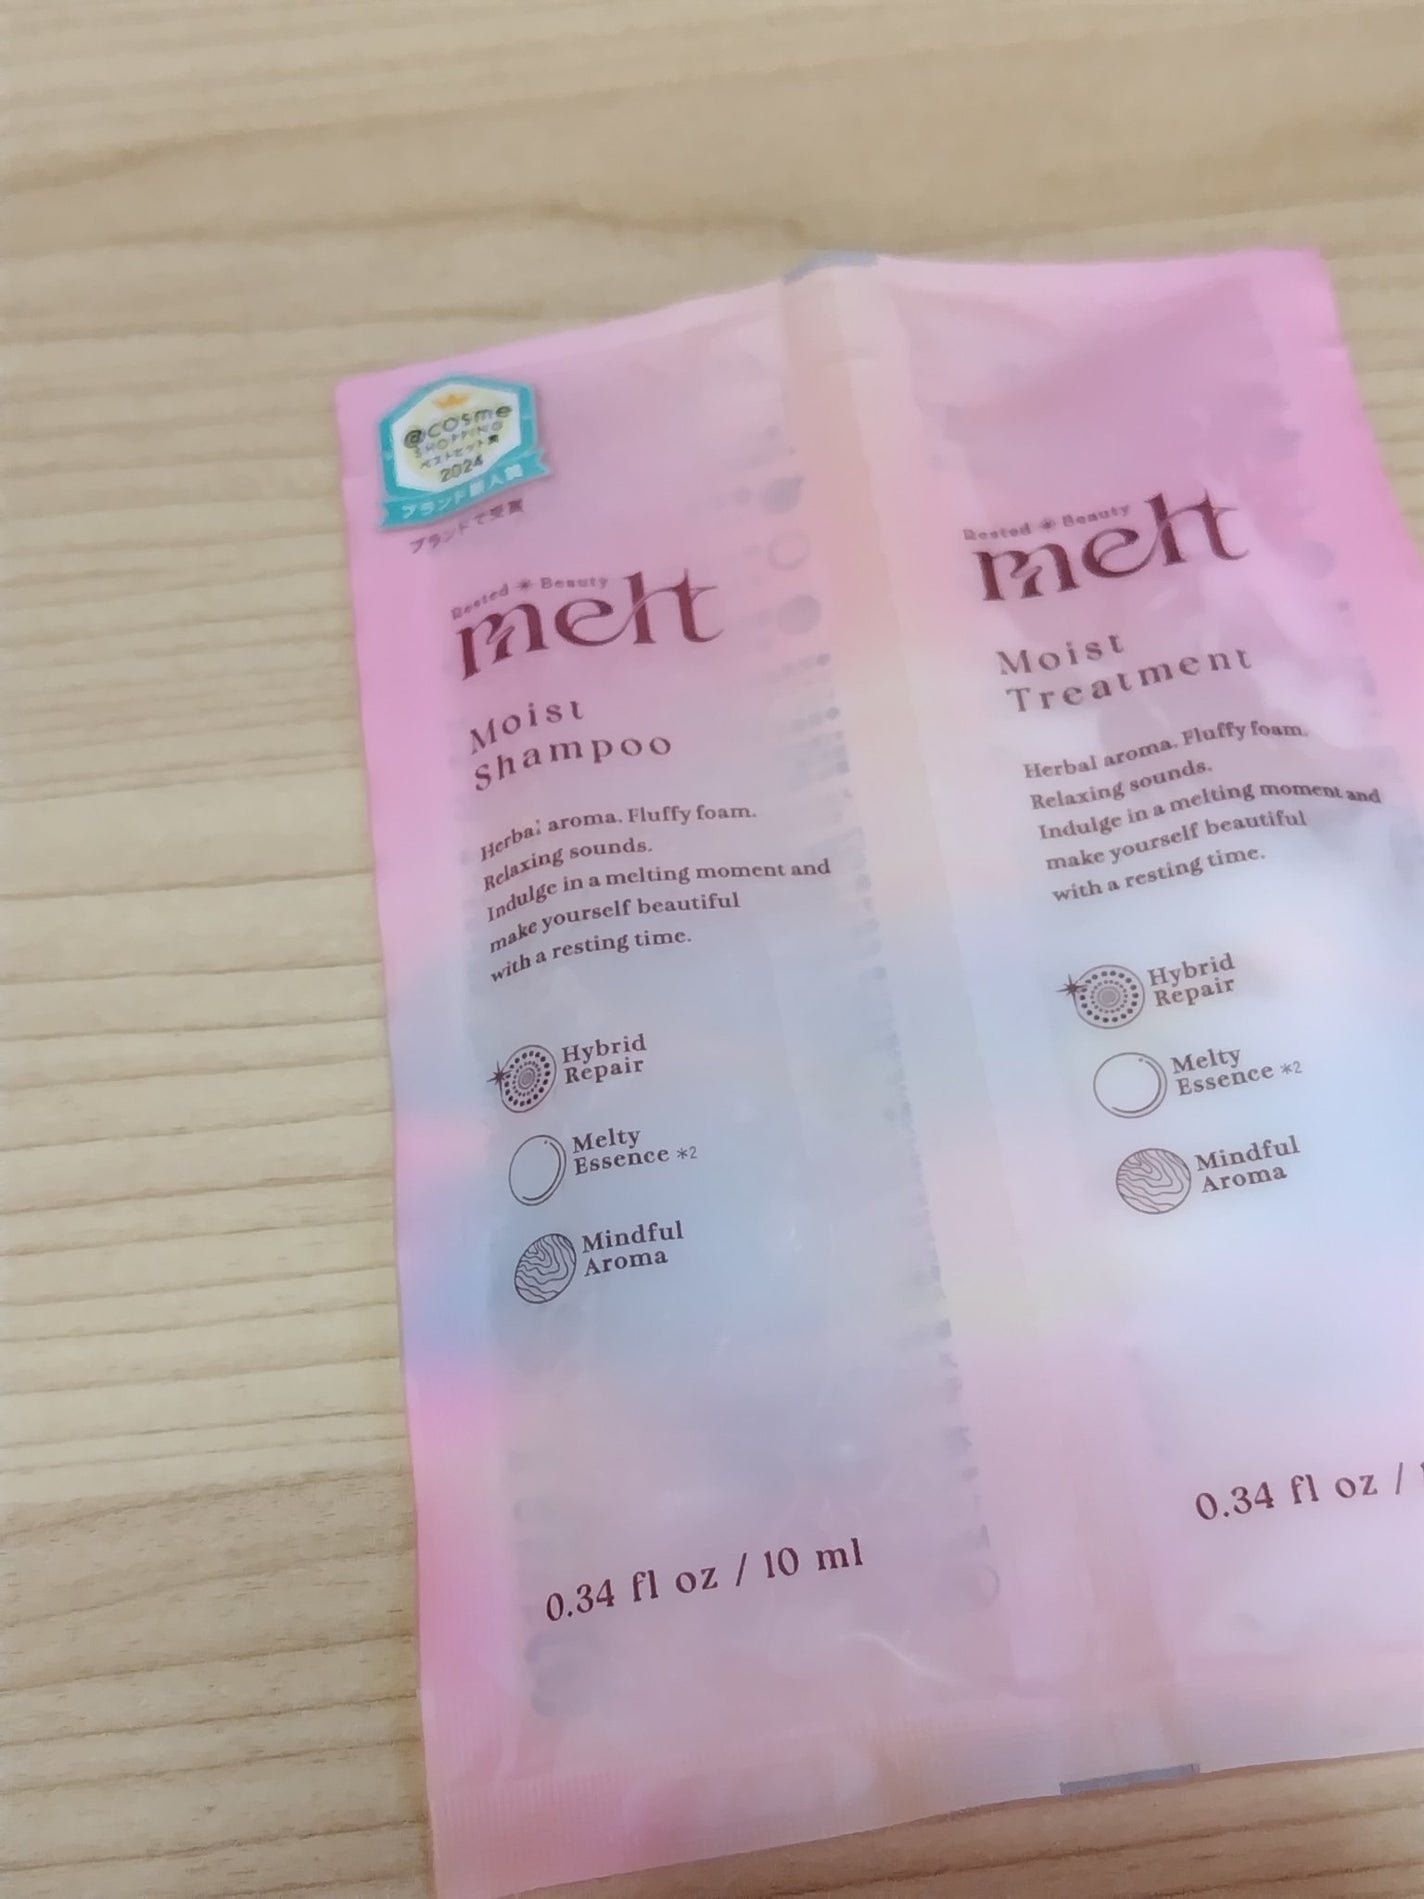 @cosme
SHOPPING
ベストヒット賞
2024
ブランド新人賞
ブランドで受賞
Rested Beauty
melt
Moist
Shampoo
Herbal aroma. Fluffy foam.
Relaxing sounds.
Indulge in a melting moment and
make yourself beautiful
with a resting time.
Hybrid
Repair
Melty
Essence *2
Mindful
Aroma
0.34 fl oz / 10 ml
Rested Beauty
melt
Moist
Treatment
Herbal aroma. Fluffy foam.
Relaxing sounds.
Indulge in a melting moment and
make yourself beautiful
with a resting time.
Hybrid
Repair
Melty
Essence *2
Mindful
Aroma
0.34 fl oz /